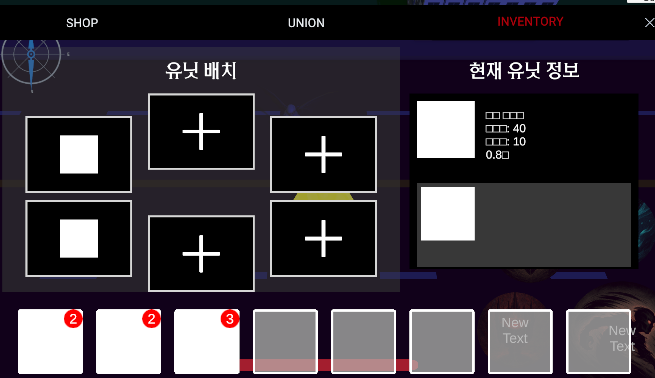 SHOP
UNION
INVENTORY
유닛 배치
현재 유닛 정보
□□ □□□
□□□: 40
□□□: 10
0.8□
2
2
3
New
Text
New
Text